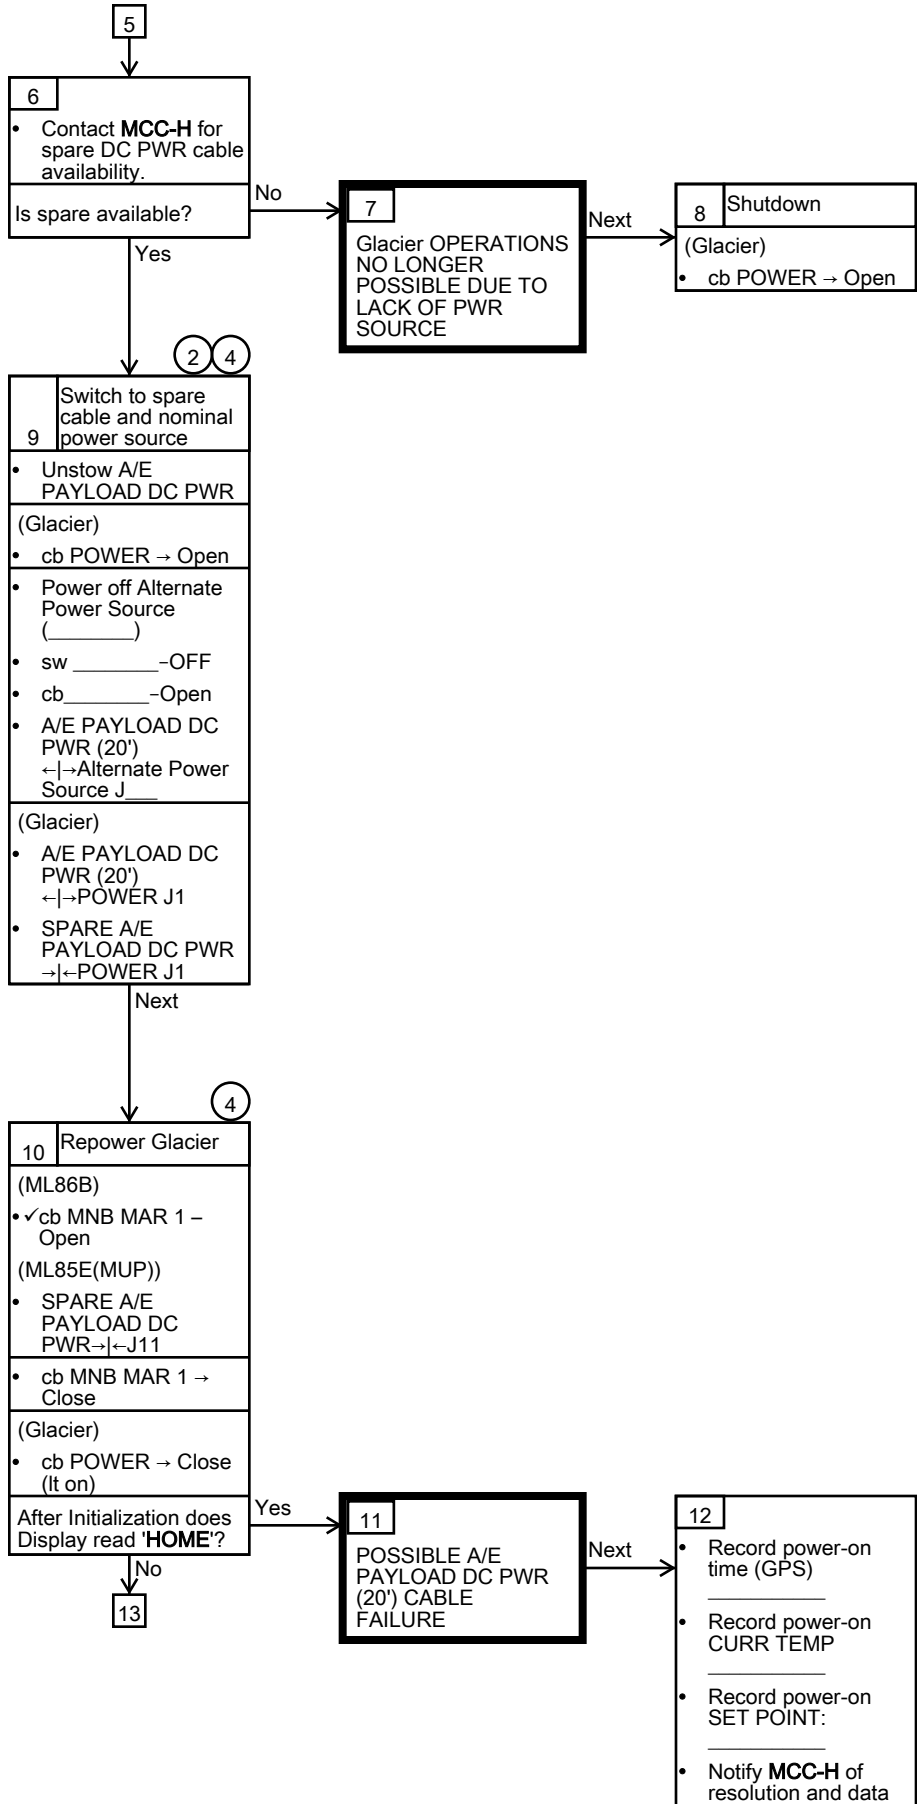 5
6
• Contact MCC-H for
spare DC PWR cable
availability.
Is spare available?
No
Yes
7
Glacier OPERATIONS
NO LONGER
POSSIBLE DUE TO
LACK OF PWR
SOURCE
Next
8 Shutdown
(Glacier)
• cb POWER → Open
2 4
9 Switch to spare
cable and nominal
power source
• Unstow A/E
PAYLOAD DC PWR
(Glacier)
• cb POWER → Open
• Power off Alternate
Power Source
(________)
• sw ________–OFF
• cb________–Open
• A/E PAYLOAD DC
PWR (20')
←|→Alternate Power
Source J___
(Glacier)
• A/E PAYLOAD DC
PWR (20')
←|→POWER J1
• SPARE A/E
PAYLOAD DC PWR
→|←POWER J1
Next
4
10 Repower Glacier
(ML86B)
• ✓cb MNB MAR 1 –
Open
(ML85E(MUP))
• SPARE A/E
PAYLOAD DC
PWR→|←J11
• cb MNB MAR 1 →
Close
(Glacier)
• cb POWER → Close
(lt on)
After Initialization does
Display read 'HOME'?
Yes
No
13
11
POSSIBLE A/E
PAYLOAD DC PWR
(20') CABLE
FAILURE
Next
12
• Record power-on
time (GPS)
___________
• Record power-on
CURR TEMP
___________
• Record power-on
SET POINT:
___________
• Notify MCC-H of
resolution and data